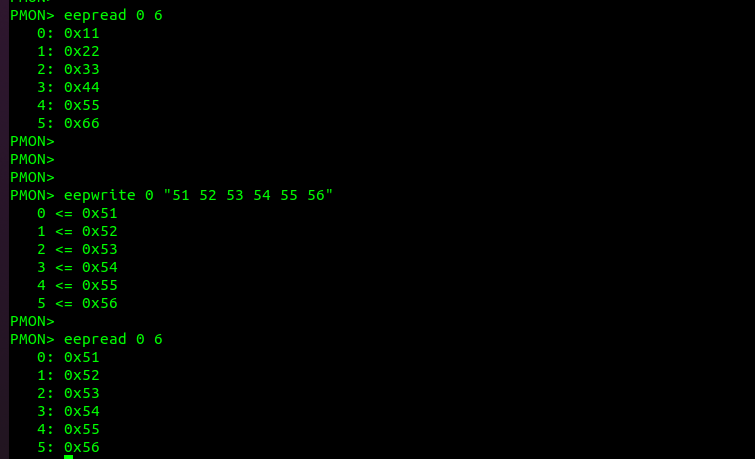 PMON>
PMON> eepread 0 6
0: 0x11
1: 0x22
2: 0x33
3: 0x44
4: 0x55
5: 0x66
PMON>
PMON>
PMON>
PMON> eepwrite 0 "51 52 53 54 55 56"
0 <= 0x51
1 <= 0x52
2 <= 0x53
3 <= 0x54
4 <= 0x55
5 <= 0x56
PMON>
PMON> eepread 0 6
0: 0x51
1: 0x52
2: 0x53
3: 0x54
4: 0x55
5: 0x56